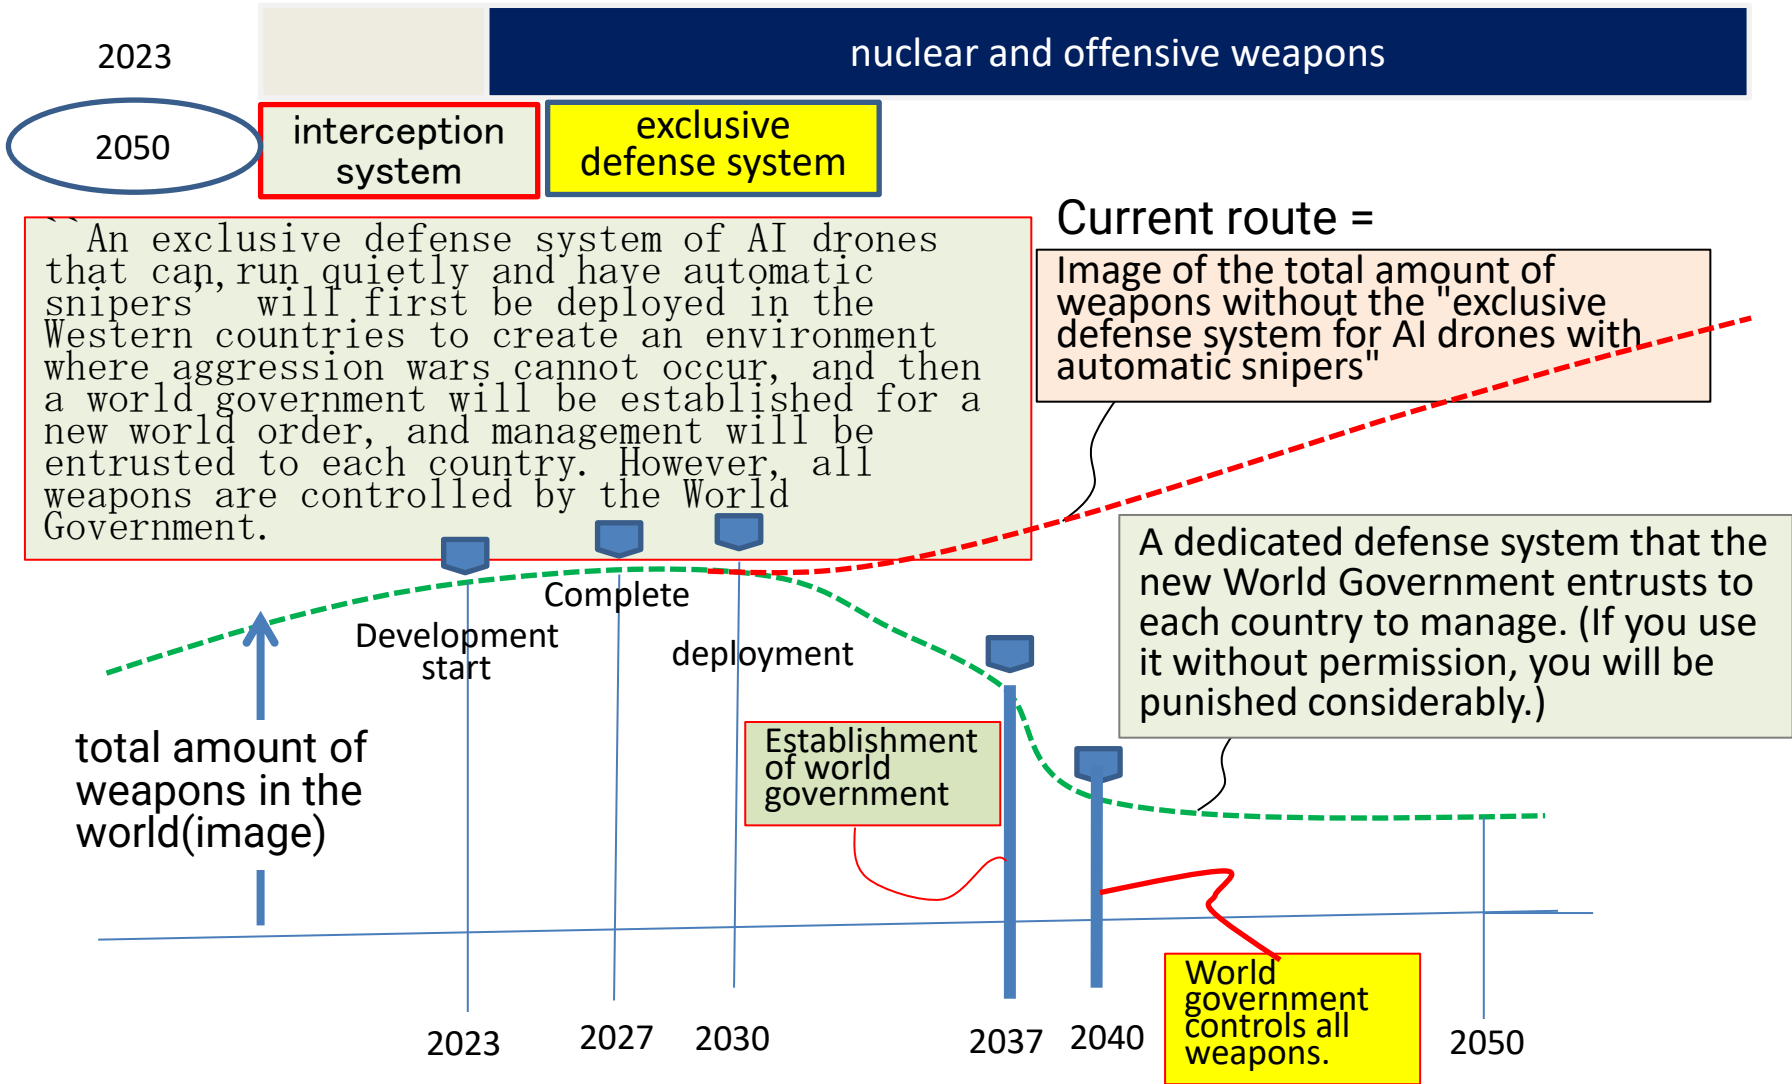 2023
nuclear and offensive weapons
2050
interception
system
exclusive
defense system
``An exclusive defense system of AI drones
that can run quietly and have automatic
snipers'' will first be deployed in the
Western countries to create an environment
where aggression wars cannot occur, and then
a world government will be established for a
new world order, and management will be
entrusted to each country. However, all
weapons are controlled by the World
Government.
Current route =
Image of the total amount of
weapons without the "exclusive
defense system for AI drones with
automatic snipers"
A dedicated defense system that the
new World Government entrusts to
each country to manage. (If you use
it without permission, you will be
punished considerably.)
Complete
Development
start
deployment
total amount of
weapons in the
world(image)
Establishment
of world
government
World
government
controls all
weapons.
2023
2027
2030
2037
2040
2050